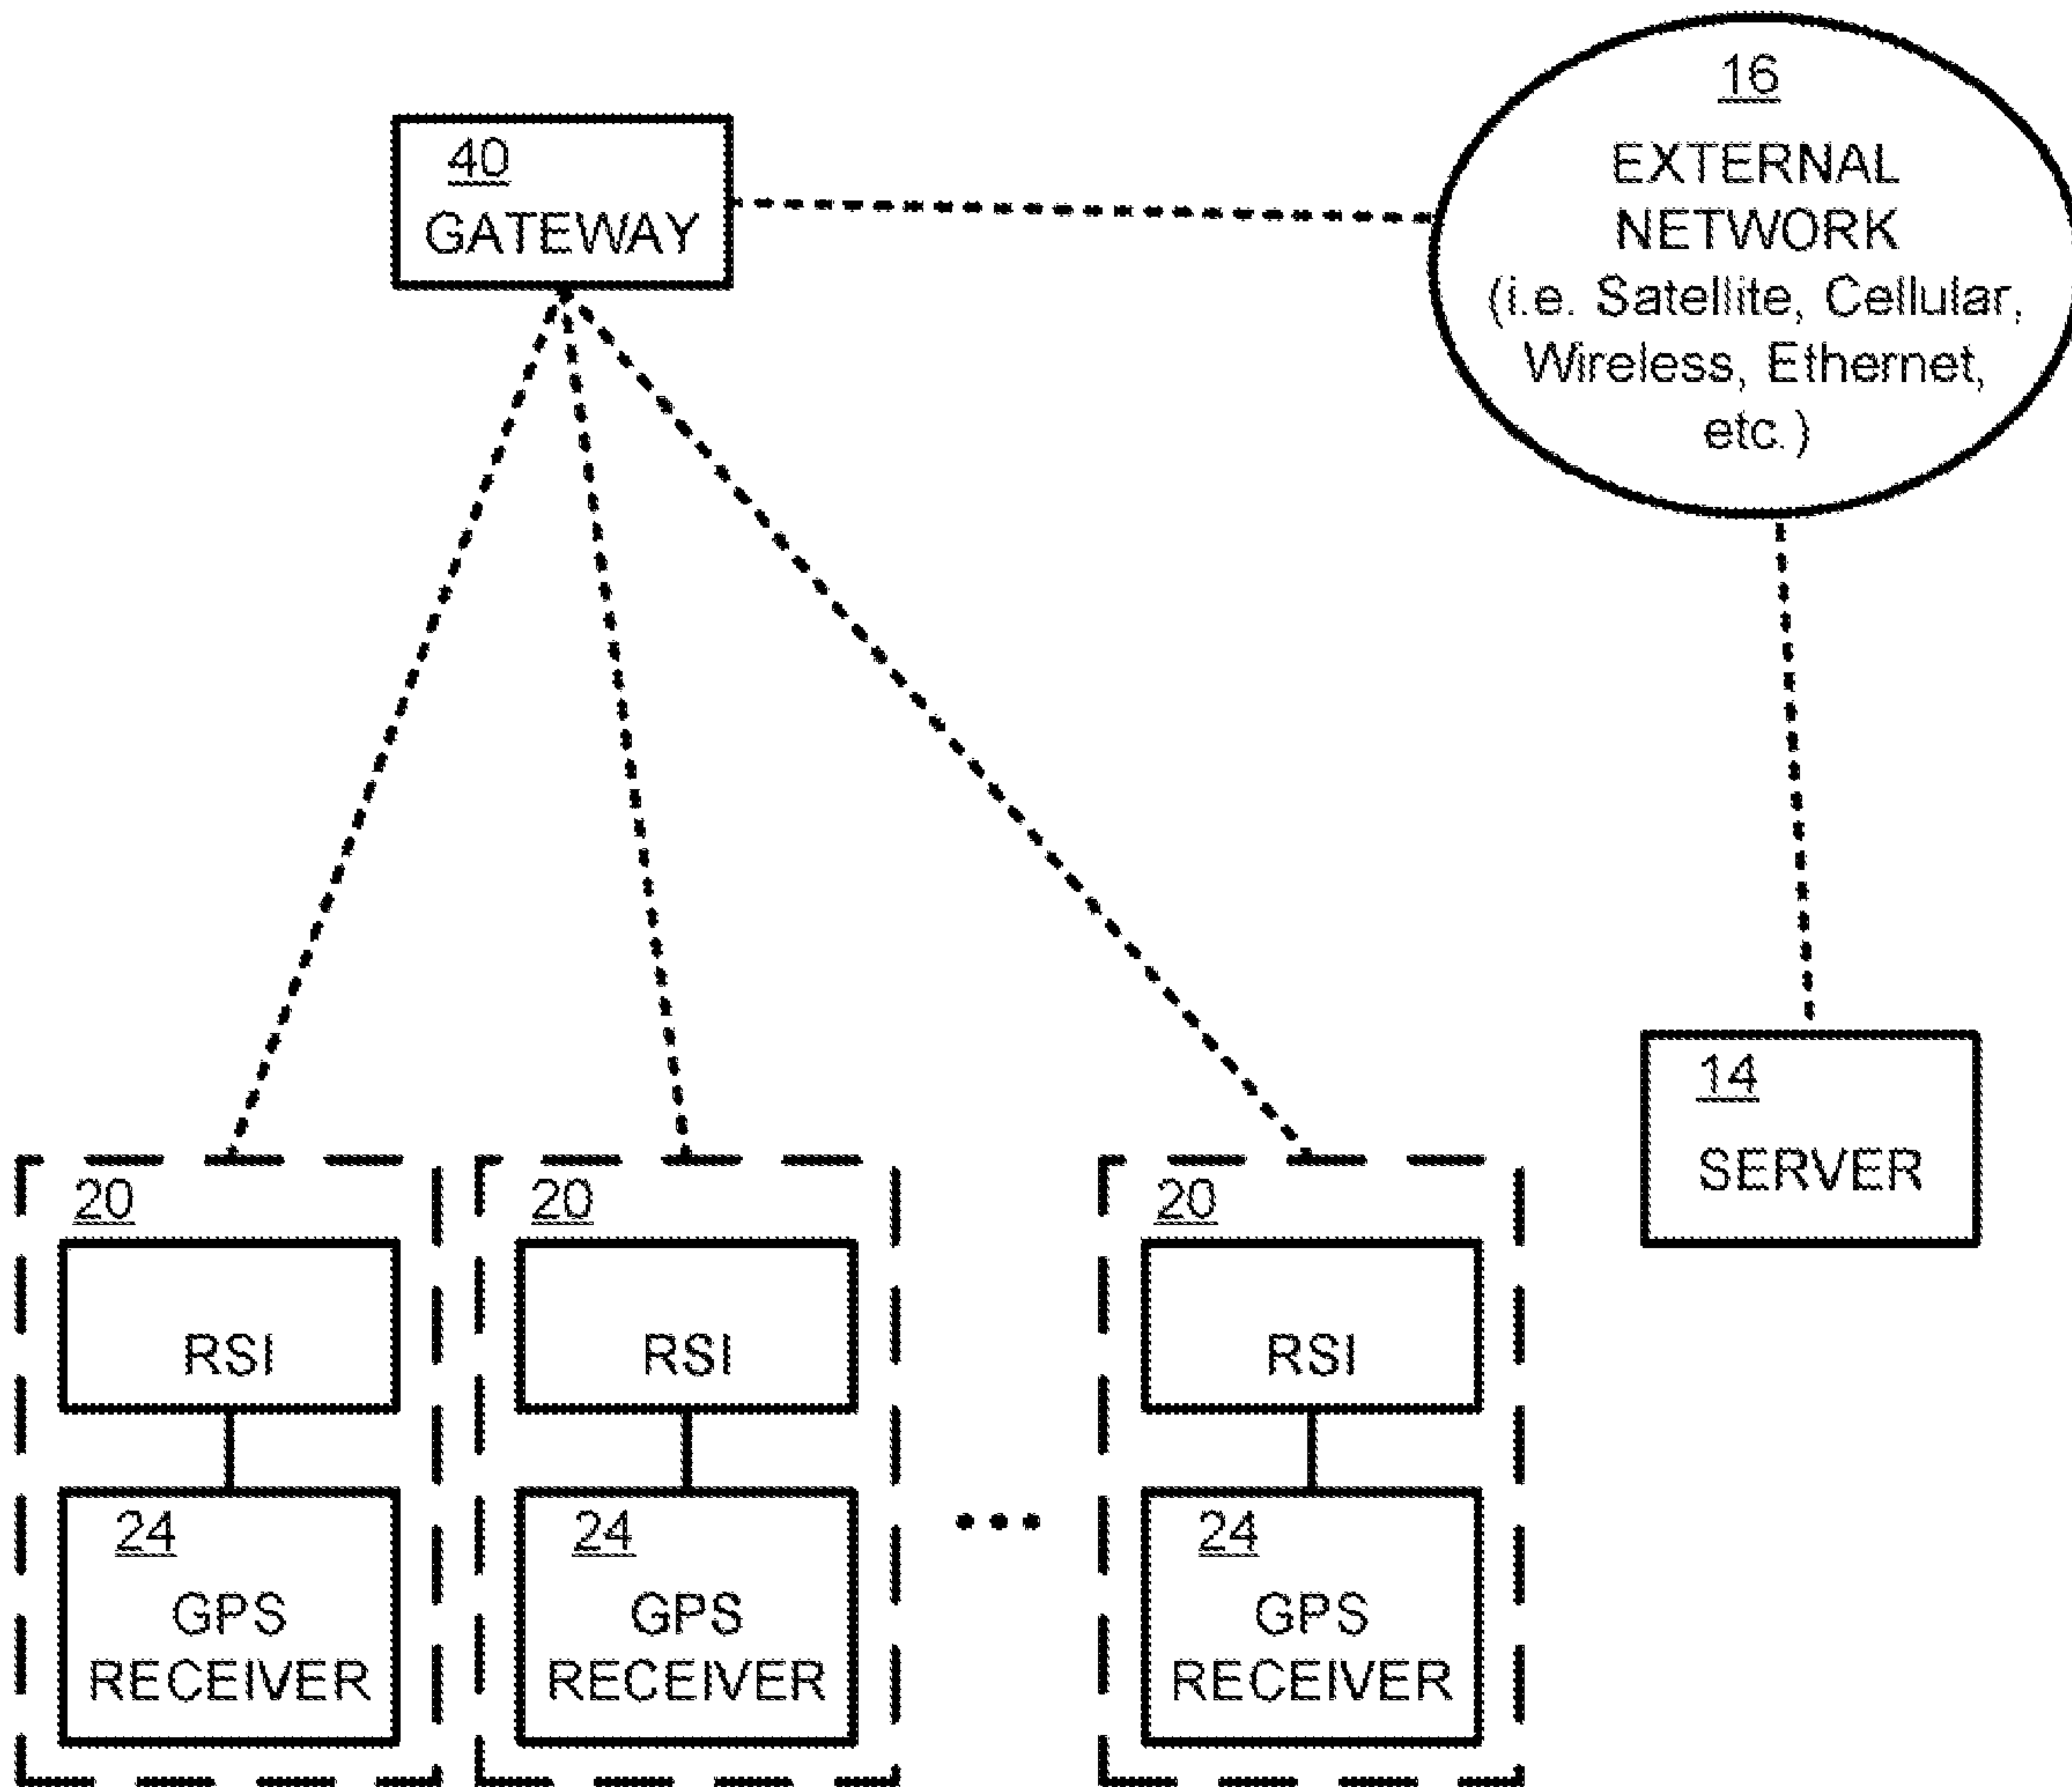 40
GATEWAY
16
EXTERNAL
NETWORK
(i.e. Satellite, Cellular,
Wireless, Ethernet,
etc.)
14
SERVER
20
RSI
24
GPS
RECEIVER
20
RSI
24
GPS
RECEIVER
...
20
RSI
24
GPS
RECEIVER